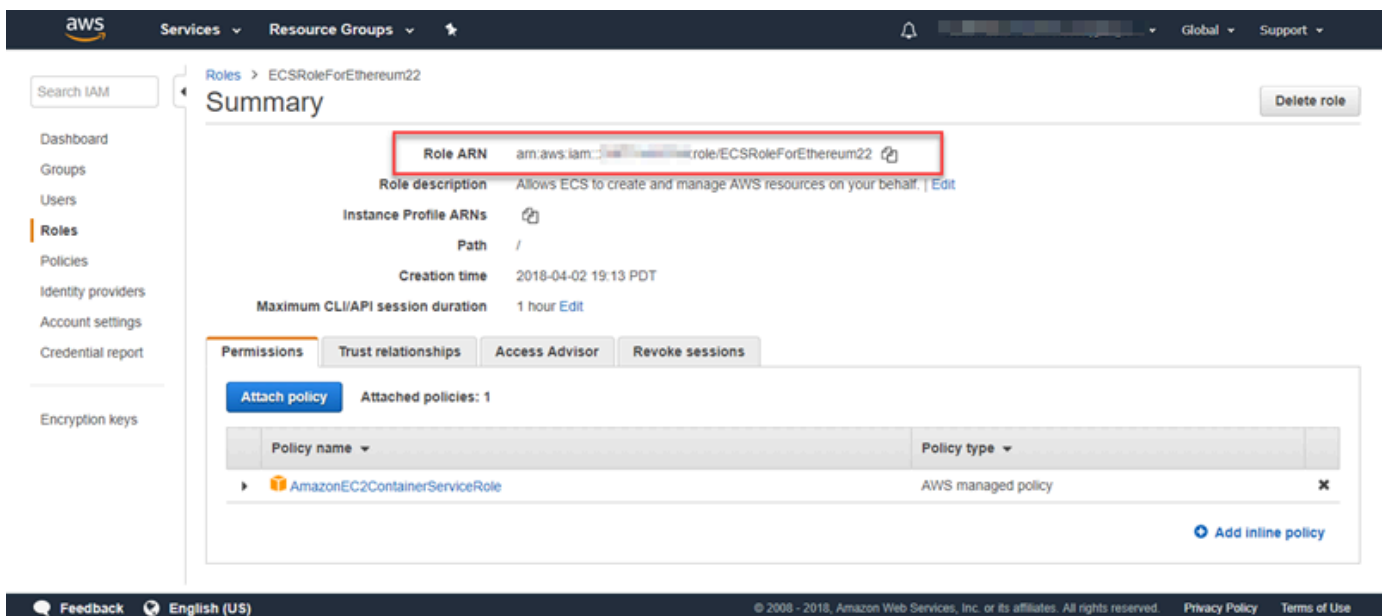 aws Services Resource Groups Global Support
Roles > ECSRoleForEthereum22
Search IAM
Summary
Delete role
Dashboard
Groups
Users
Roles
Policies
Identity providers
Account settings
Credential report
Encryption keys
Role ARN arn:aws:iam:: :role/ECSRoleForEthereum22
Role description Allows ECS to create and manage AWS resources on your behalf. | Edit
Instance Profile ARNs
Path /
Creation time 2018-04-02 19:13 PDT
Maximum CLI/API session duration 1 hour Edit
Permissions Trust relationships Access Advisor Revoke sessions
Attach policy Attached policies: 1
Policy name Policy type
AmazonEC2ContainerServiceRole AWS managed policy
Add inline policy
Feedback English (US) © 2008 - 2018, Amazon Web Services, Inc. or its affiliates. All rights reserved. Privacy Policy Terms of Use